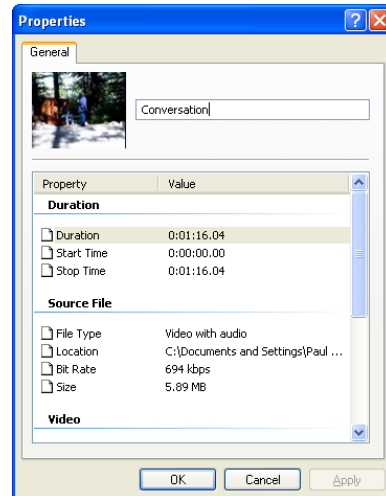 Properties
General
Conversation
Property Value
Duration
Duration 0:01:16.04
Start Time 0:00:00.00
Stop Time 0:01:16.04
Source File
File Type Video with audio
Location C:\Documents and Settings\Paul ...
Bit Rate 694 kbps
Size 5.89 MB
Video
OK Cancel Apply